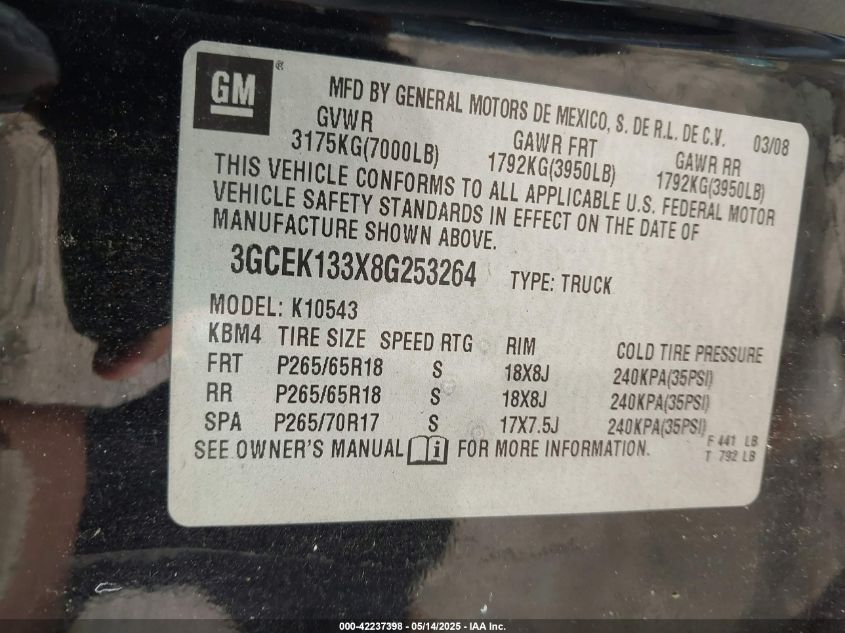 GM®
MFD BY GENERAL MOTORS DE MEXICO, S. DE R.L. DE C.V. 03/08
GVWR GAWR FRT GAWR RR
3175KG(7000LB) 1792KG(3950LB) 1792KG(3950LB)
THIS VEHICLE CONFORMS TO ALL APPLICABLE U.S. FEDERAL MOTOR
VEHICLE SAFETY STANDARDS IN EFFECT ON THE DATE OF
MANUFACTURE SHOWN ABOVE.
3GCEK133X8G253264 TYPE: TRUCK
MODEL: K10543
KBM4 TIRE SIZE SPEED RTG RIM COLD TIRE PRESSURE
FRT P265/65R18 S 18X8J 240KPA(35PSI)
RR P265/65R18 S 18X8J 240KPA(35PSI)
SPA P265/70R17 S 17X7.5J 240KPA(35PSI)
SEE OWNER'S MANUAL FOR MORE INFORMATION.
F 441 LB
T 792 LB
000-42237398 - 05/14/2025 - IAA Inc.